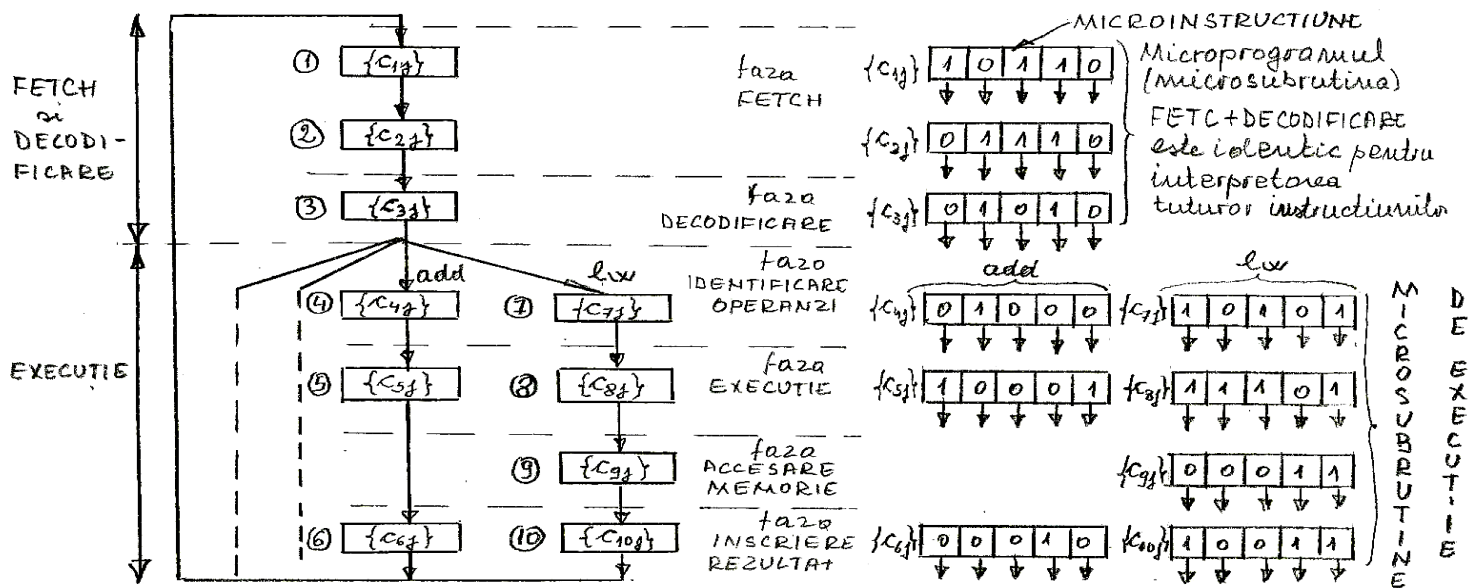 FETCH
si
DECODI-
FICARE
EXECUTIE
① {C1j}
② {C2j}
③ {C3j}
add
lw
④ {C4j}
⑦ {C7j}
⑤ {C5j}
⑧ {C8j}
⑨ {C9j}
⑥ {C6j}
⑩ {C10j}
faza
FETCH
faza
DECODIFICARE
faza
IDENTIFICARE
OPERANZI
faza
EXECUTIE
faza
ACCESARE
MEMORIE
faza
INSCRIERE
REZULTAT
MICROINSTRUCTIUNE
{C1j} 1 0 1 1 0
{C2j} 0 1 1 1 0
{C3j} 0 1 0 1 0
Microprogramul
(microsubrutina)
FETC+DECODIFICARE
este identic pentru
interpretarea
tuturor instructiunilor
add
lw
{C4j} 0 1 0 0 0
{C7j} 1 0 1 0 1
{C5j} 1 0 0 0 1
{C8j} 1 1 1 0 1
{C9j} 0 0 0 1 1
{C6j} 0 0 0 1 0
{C10j} 1 0 0 1 1
MICROSUBRUTINE
DE EXECUTIE